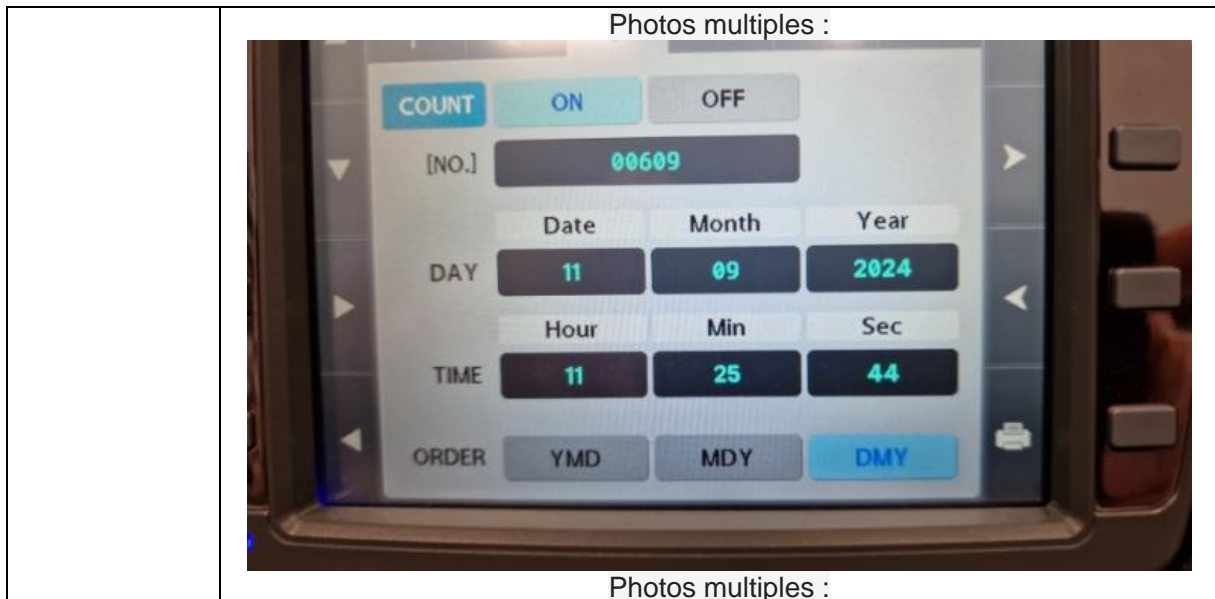 Photos multiples :
COUNT ON OFF
[NO.] 00609
Date Month Year
DAY 11 09 2024
Hour Min Sec
TIME 11 25 44
ORDER YMD MDY DMY
Photos multiples :